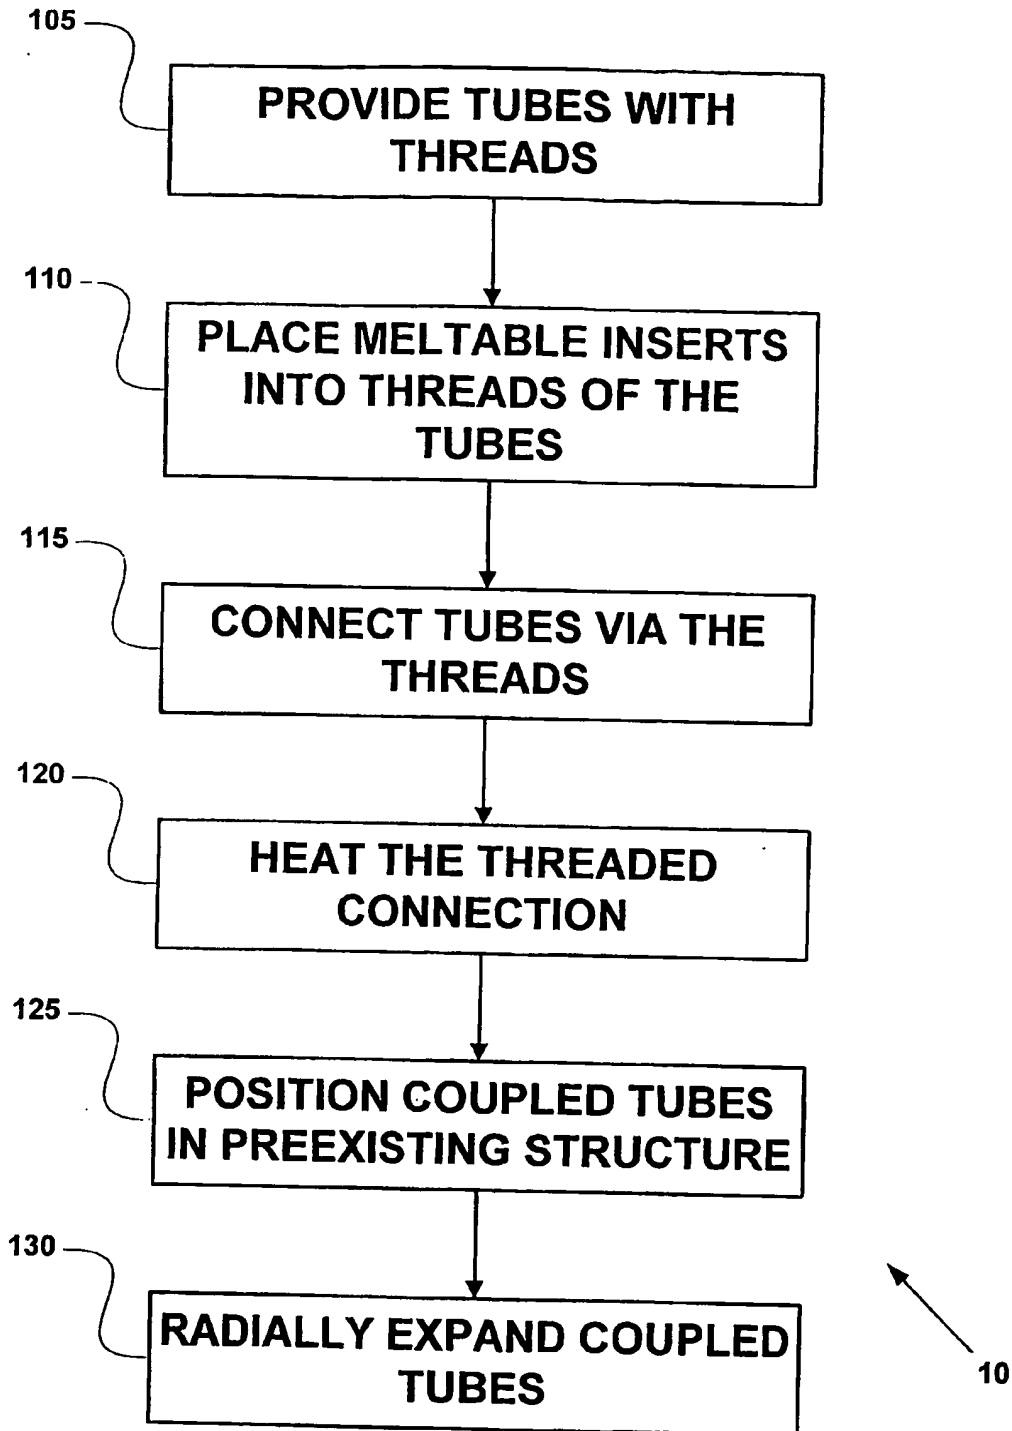 105
PROVIDE TUBES WITH
THREADS
110
PLACE MELTABLE INSERTS
INTO THREADS OF THE
TUBES
115
CONNECT TUBES VIA THE
THREADS
120
HEAT THE THREADED
CONNECTION
125
POSITION COUPLED TUBES
IN PREEXISTING STRUCTURE
130
RADIALLY EXPAND COUPLED
TUBES
10